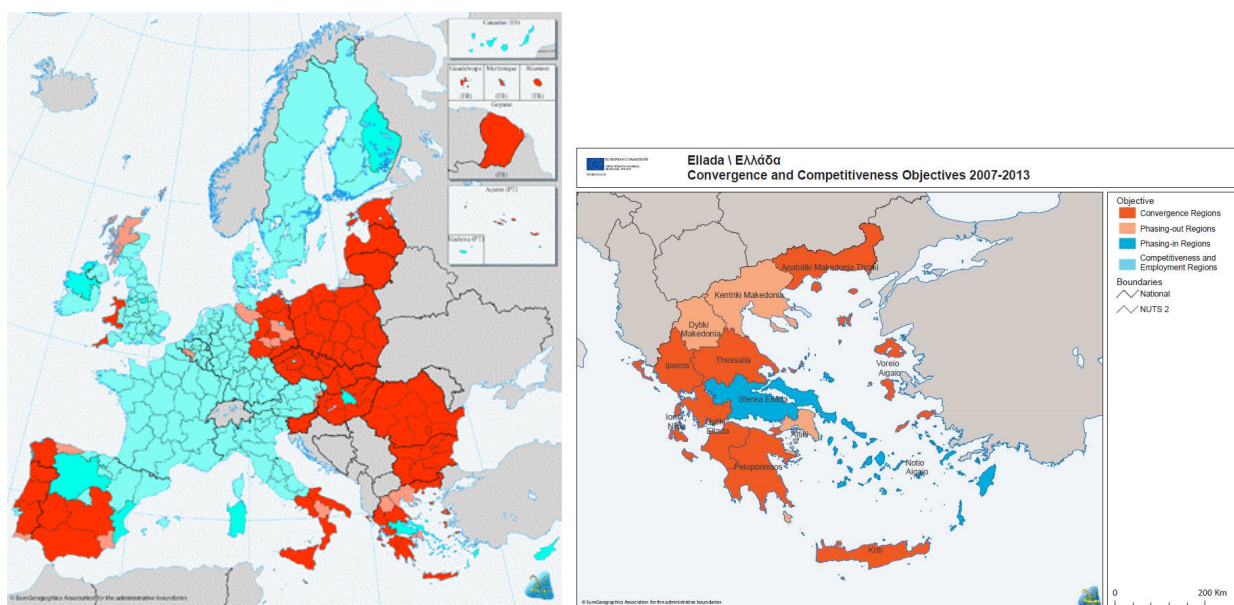 Canarias (ES)
Guadeloupe
Martinique
Réunion
(FR)
(FR)
(FR)
Guyane
(FR)
Açores (PT)
Madeira (PT)
© EuroGeographics Association for the administrative boundaries
EUROPEAN COMMISSION
Ellada \ Ελλάδα
Convergence and Competitiveness Objectives 2007-2013
Anatoliki Makedonia Thraki
Kentriki Makedonia
Dytiki
Makedonia
Ipeiros
Thessalia
Voreio
Aigaio
Sterea Ellada
Ionia
Nisia
Dytiki
Ellada
Attiki
Peloponnisos
Notio
Aigaio
Kriti
© EuroGeographics Association for the administrative boundaries
Objective
Convergence Regions
Phasing-out Regions
Phasing-in Regions
Competitiveness and
Employment Regions
Boundaries
National
NUTS 2
0 200 Km